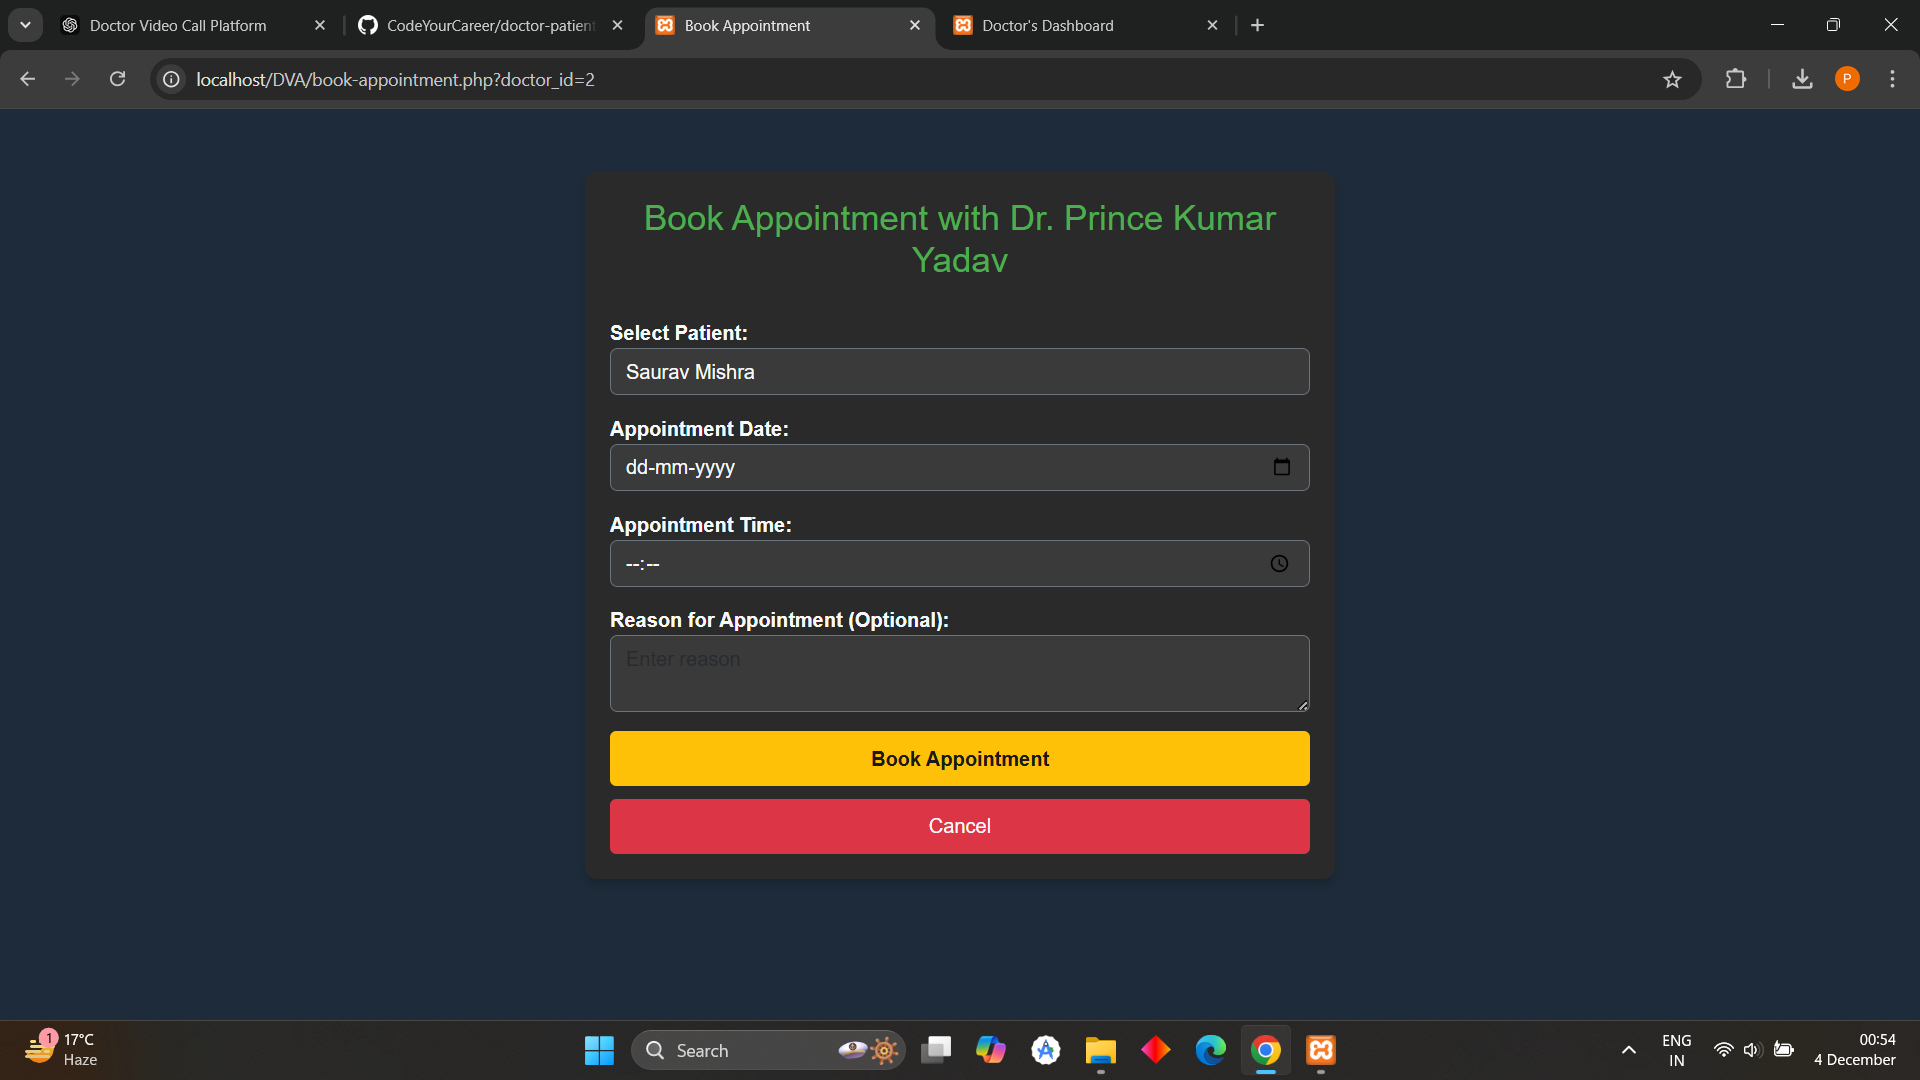 Doctor Video Call Platform
CodeYourCareer/doctor-patient
Book Appointment
Doctor's Dashboard
localhost/DVA/book-appointment.php?doctor_id=2
P
Book Appointment with Dr. Prince Kumar
Yadav
Select Patient:
Saurav Mishra
Appointment Date:
dd-mm-yyyy
Appointment Time:
--:--
Reason for Appointment (Optional):
Enter reason
Book Appointment
Cancel
1
17°C
Haze
Search
ENG
IN
00:54
4 December